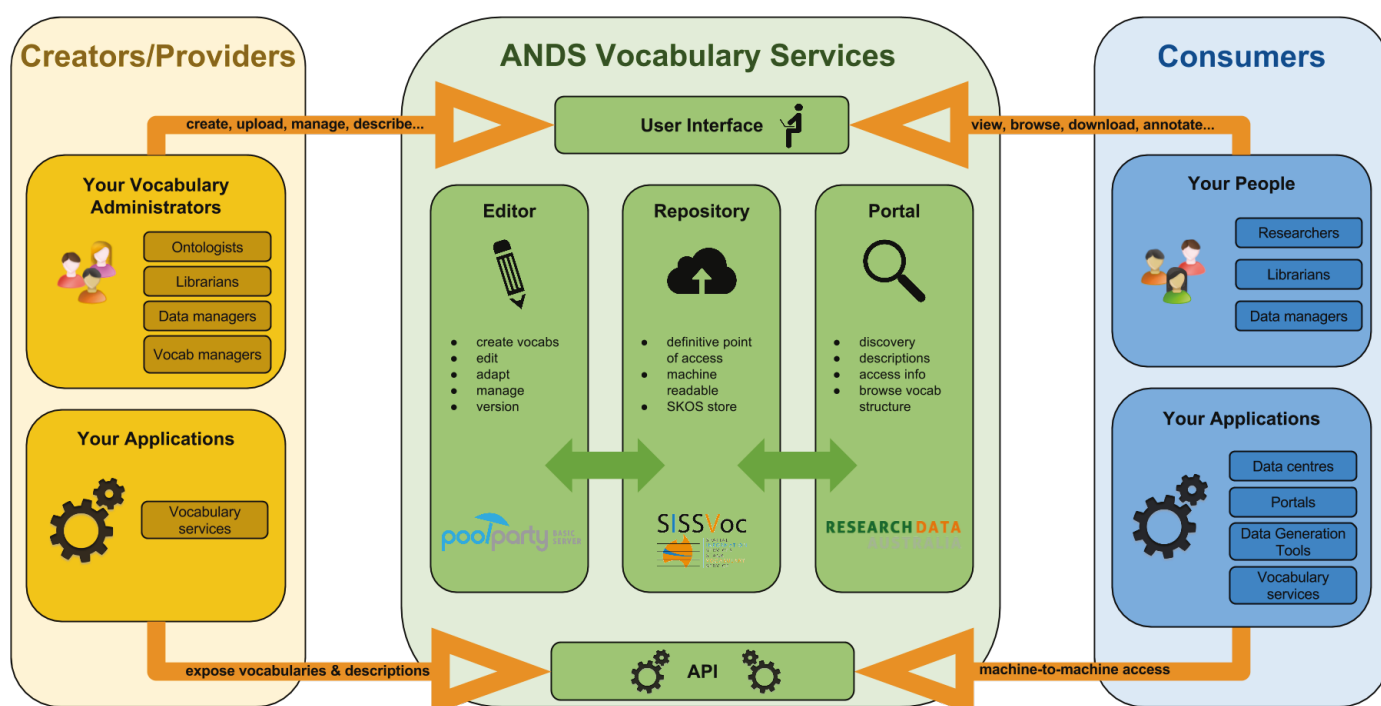 Creators/Providers
create, upload, manage, describe...
Your Vocabulary
Administrators
Ontologists
Librarians
Data managers
Vocab managers
Your Applications
Vocabulary
services
expose vocabularies & descriptions
ANDS Vocabulary Services
User Interface
Editor
● create vocabs
● edit
● adapt
● manage
● version
poolparty BASIC
SERVER
Repository
● definitive point
of access
● machine
readable
● SKOS store
SISSVoc
Portal
● discovery
● descriptions
● access info
● browse vocab
structure
RESEARCH DATA
AUSTRALIA
API
Consumers
view, browse, download, annotate...
Your People
Researchers
Librarians
Data managers
Your Applications
Data centres
Portals
Data Generation
Tools
Vocabulary
services
machine-to-machine access